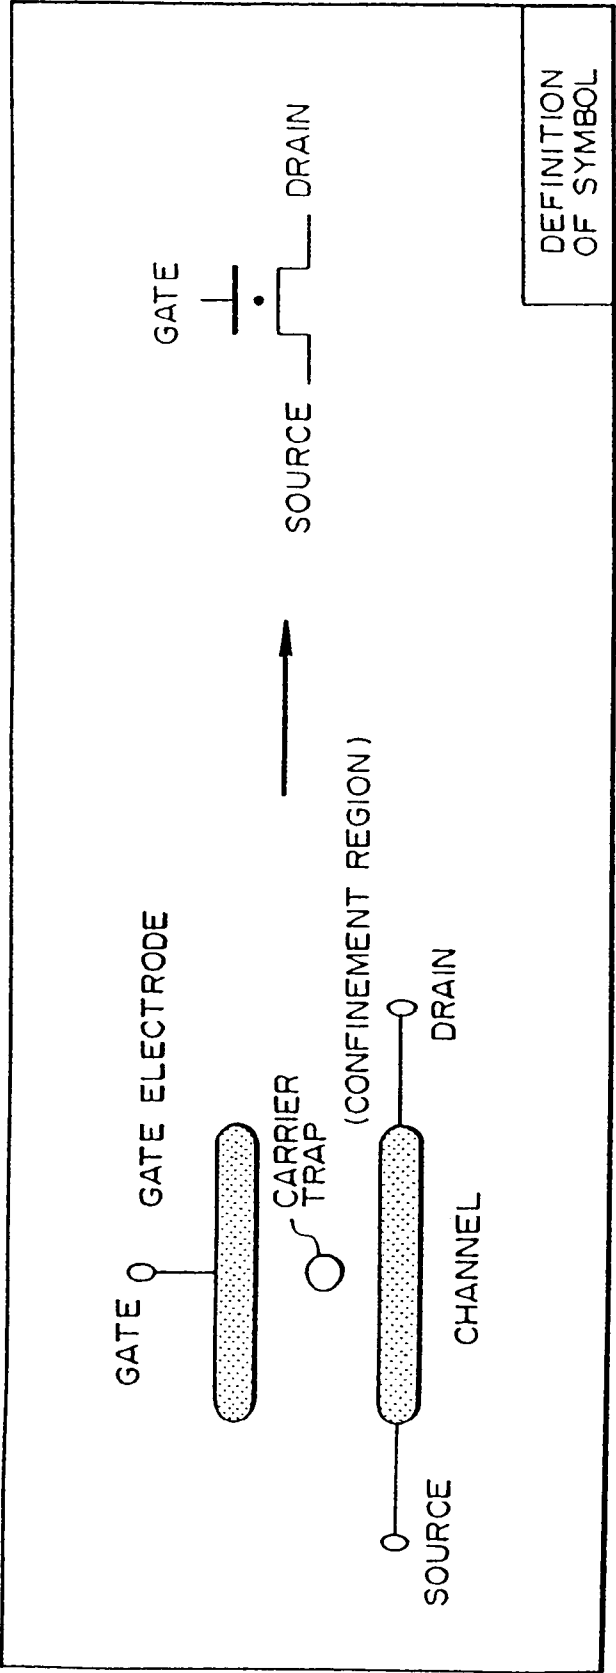 GATE
GATE ELECTRODE
CARRIER
TRAP
(CONFINEMENT REGION)
SOURCE
CHANNEL
DRAIN
GATE
SOURCE
DRAIN
DEFINITION
OF SYMBOL